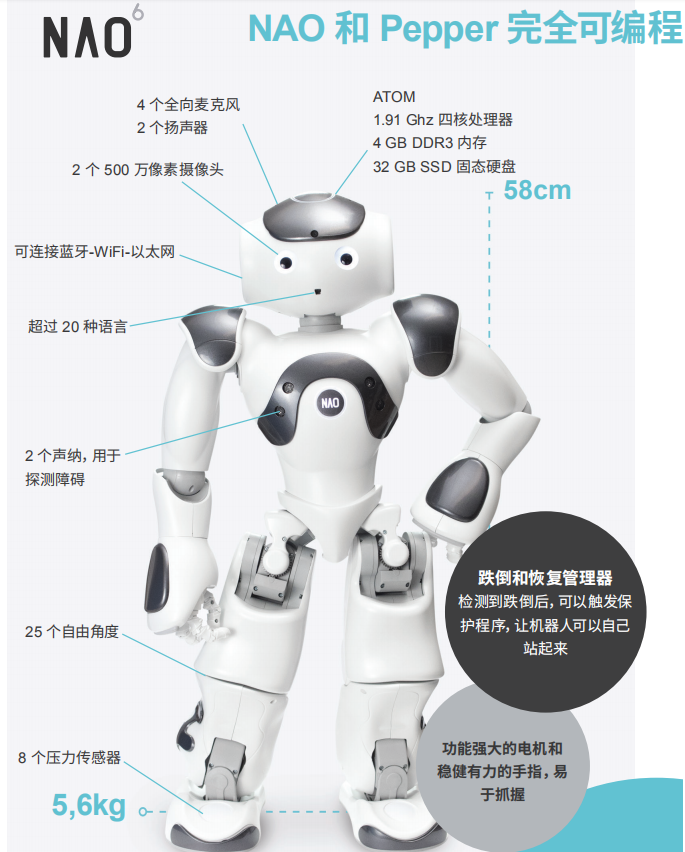 NAO6
NAO 和 Pepper 完全可编程
4 个全向麦克风
2 个扬声器
ATOM
1.91 Ghz 四核处理器
4 GB DDR3 内存
32 GB SSD 固态硬盘
2 个 500 万像素摄像头
58cm
可连接蓝牙-WiFi-以太网
超过 20 种语言
NAO
2 个声纳, 用于
探测障碍
跌倒和恢复管理器
检测到跌倒后, 可以触发保
护程序, 让机器人可以自己
站起来
25 个自由角度
功能强大的电机和
稳健有力的手指, 易
于抓握
8 个压力传感器
5,6kg